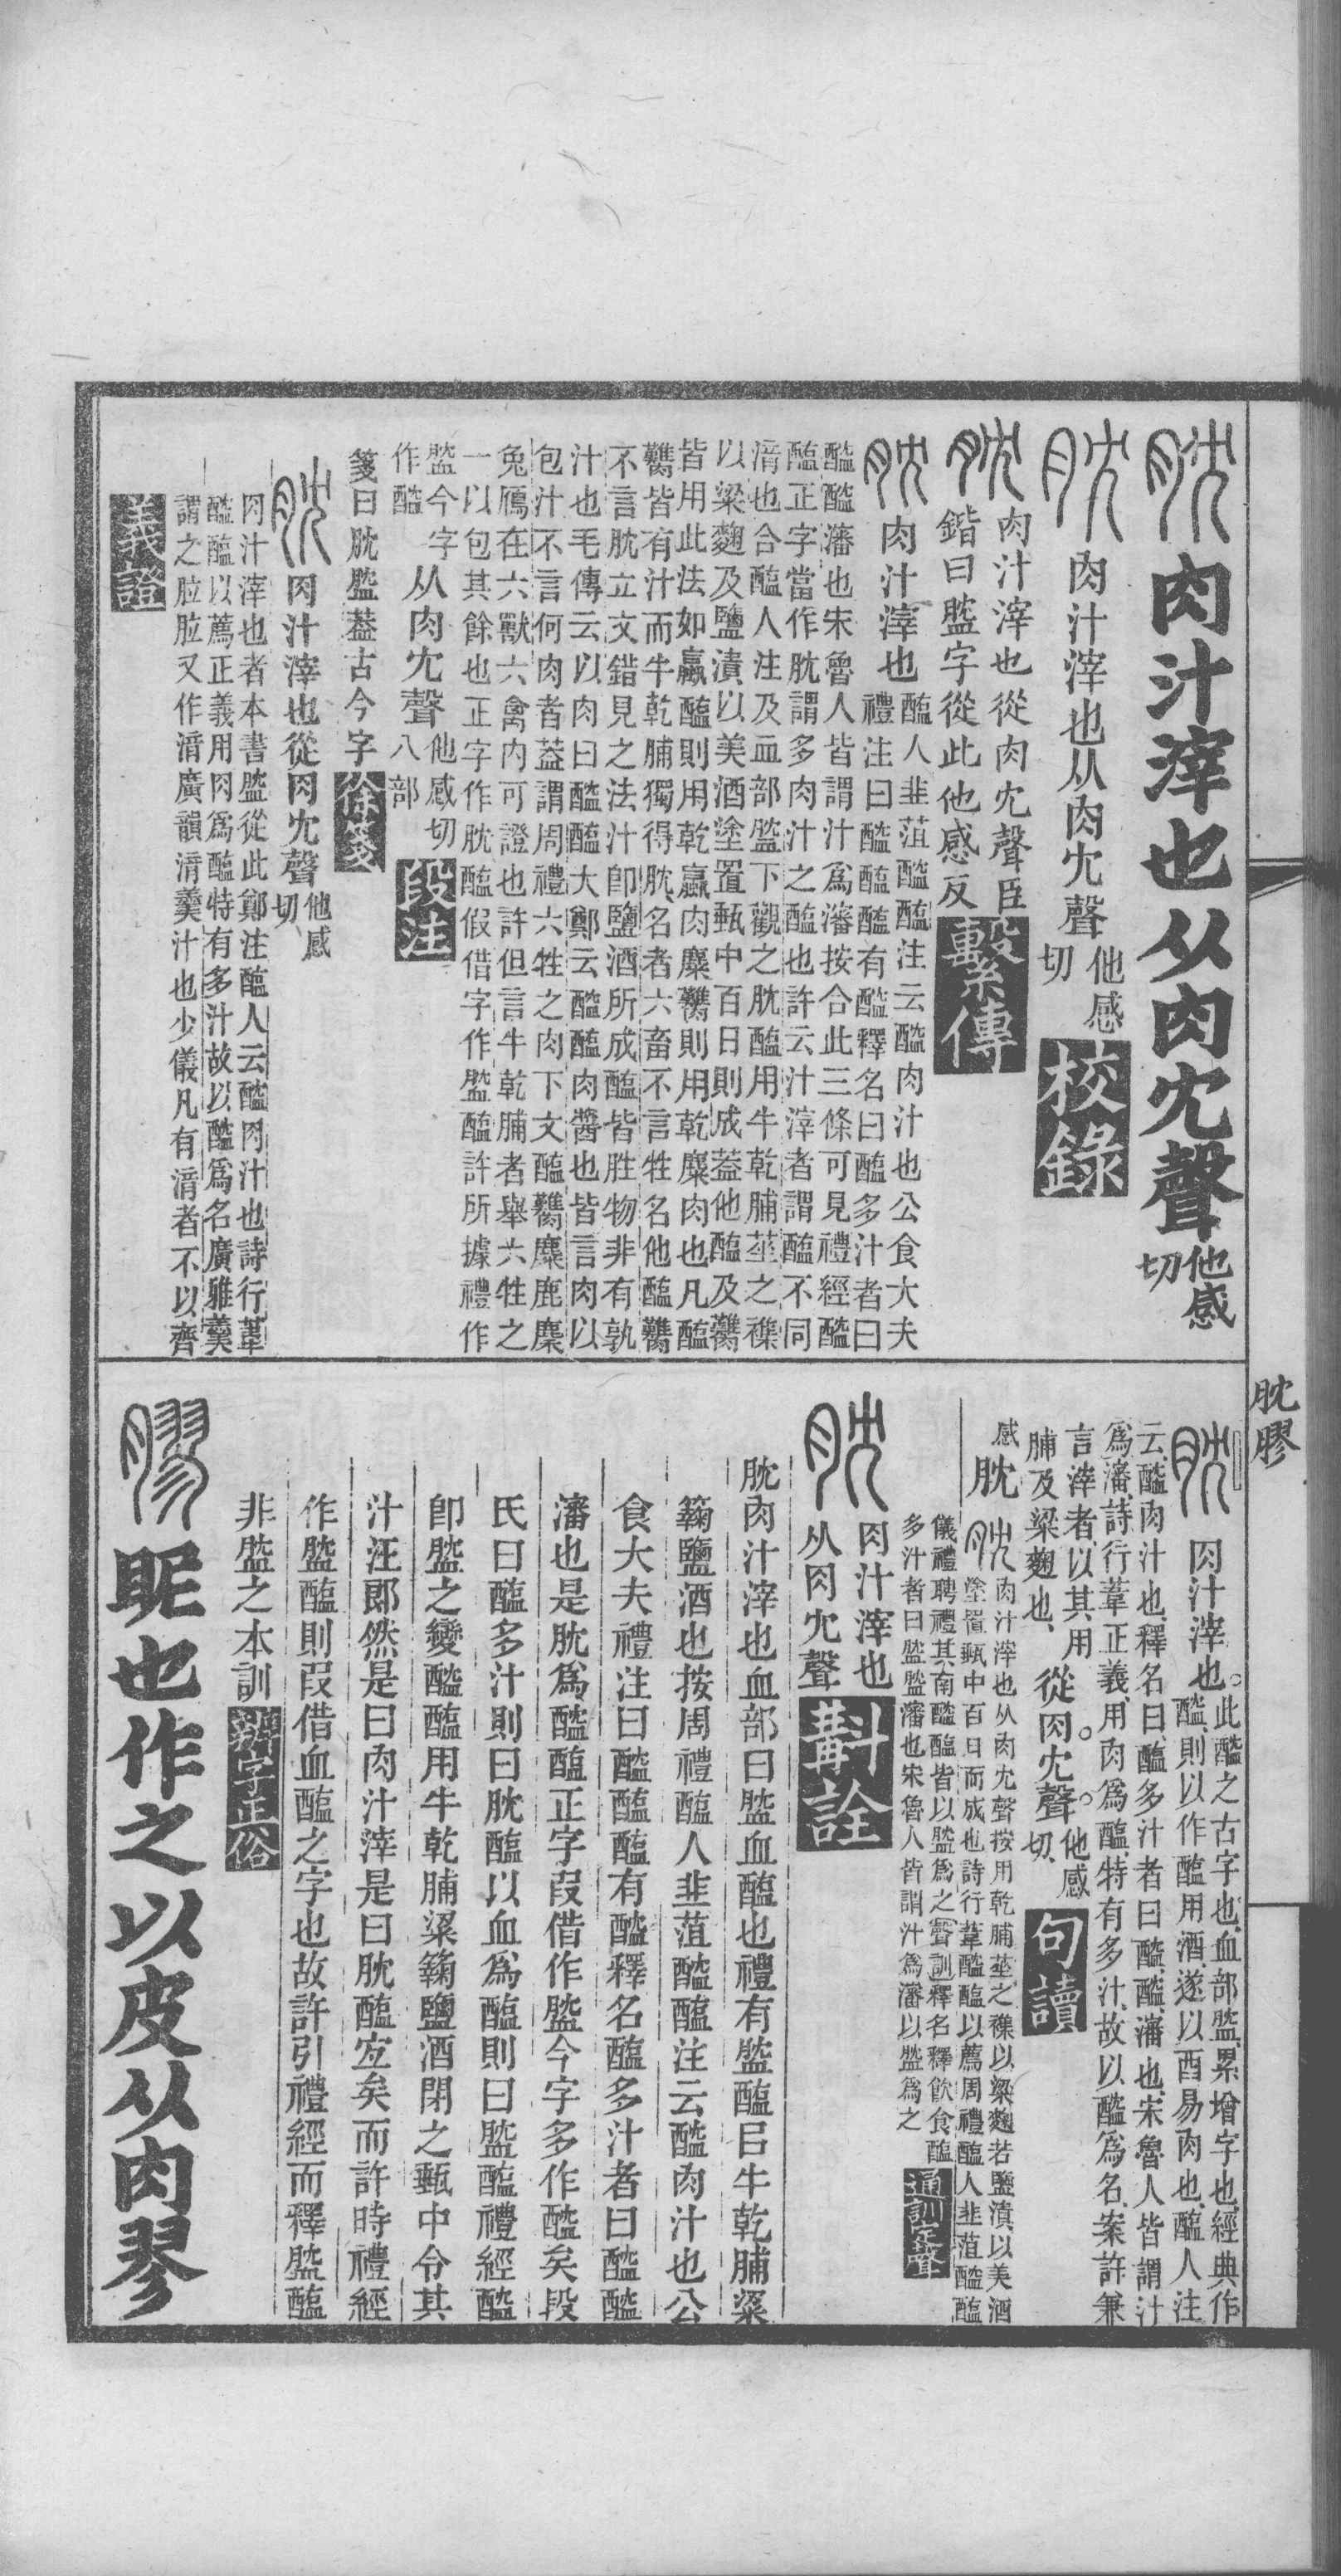 肬膠
肉汁滓也从肉冘聲他感切
肉汁滓也从肉冘聲他感切校錄
肉汁滓也從肉冘聲臣
鍇曰䀋字從此他感反繫傳
肉汁滓也醢人韭菹醓醢注云醓肉汁也公食大夫
禮注曰醓醢醢有醓釋名曰醢多汁者曰
醓醓瀋也宋魯人皆謂汁爲瀋按合此三條可見禮經醓
醢正字當作肬謂多肉汁之醢也許云汁滓者謂醢不同
湆也合醢人注及血部䀋下觀之肬醢用牛乾脯莝之襍
以粱麴及鹽漬以美酒塗置甀中百日則成蓋他醢及臡
皆用此法如蠃醢則用乾蠃肉麋臡則用乾麋肉也凡醢
臡皆有汁而牛乾脯獨得肬名者六畜不言牲名他醢臡
不言肬立文錯見之法汁卽鹽酒所成醢皆胜物非有孰
汁也毛傳云以肉曰醓醢大鄭云醓醢肉醬也皆言肉以
包汁不言何肉者葢謂周禮六牲之肉下文醢臡麋鹿麇
兔鴈在六獸六禽內可證也許但言牛乾脯者舉六牲之
一以包其餘也正字作肬醢假借字作䀋醢許所據禮作
䀋今字
作醓
从肉冘聲他感切
八部段注
箋曰肬䀋葢古今字徐箋
肉汁滓也從肉冘聲他感切
肉汁滓也者本書䀋從此鄭注醢人云醓肉汁也詩行葦
醓醢以薦正義用肉爲醢特有多汁故以醓爲名廣雅羹
謂之䏠䏠又作湆廣韻湆羹汁也少儀凡有湆者不以齊
義證
肉汁滓也此醓之古字也血部䀋累增字也經典作
醓則以作醢用酒遂以酉易肉也醢人注
云醓肉汁也釋名曰醢多汁者曰醓醓瀋也宋魯人皆謂汁
爲瀋詩行葦正義用肉爲醢特有多汁故以醓爲名案許兼
言滓者以其用
脯及粱麴也從肉冘聲他感切句讀
感
肬
肉汁滓也从肉冘聲按用乾脯莝之襍以粱麴若鹽漬以美酒
塗置甀中百日而成也詩行葦醓醢以薦周禮醢人韭菹醓醢
儀禮聘禮其南醓醢皆以䀋爲之聲訓釋名釋飲食醢
多汁者曰䀋䀋瀋也宋魯人皆謂汁爲瀋以䀋爲之通訓定聲
肉汁滓也
从肉冘聲斠詮
肬肉汁滓也血部曰䀋血醢也禮有䀋醢㠯牛乾脯粱
䊳鹽酒也按周禮醢人韭菹醓醢注云醓肉汁也公
食大夫禮注曰醓醢醢有醓釋名醢多汁者曰醓醓
瀋也是肬爲醓醢正字叚借作䀋今字多作醓矣段
氏曰醢多汁則曰肬醢以血爲醢則曰䀋醢禮經醓
卽䀋之變醓醢用牛乾脯粱䊳鹽酒閉之甀中令其
汁汪郎然是曰肉汁滓是曰肬醢宐矣而許時禮經
作䀋醢則叚借血醢之字也故許引禮經而釋䀋醢
非䀋之本訓辨字正俗
昵也作之以皮从肉翏